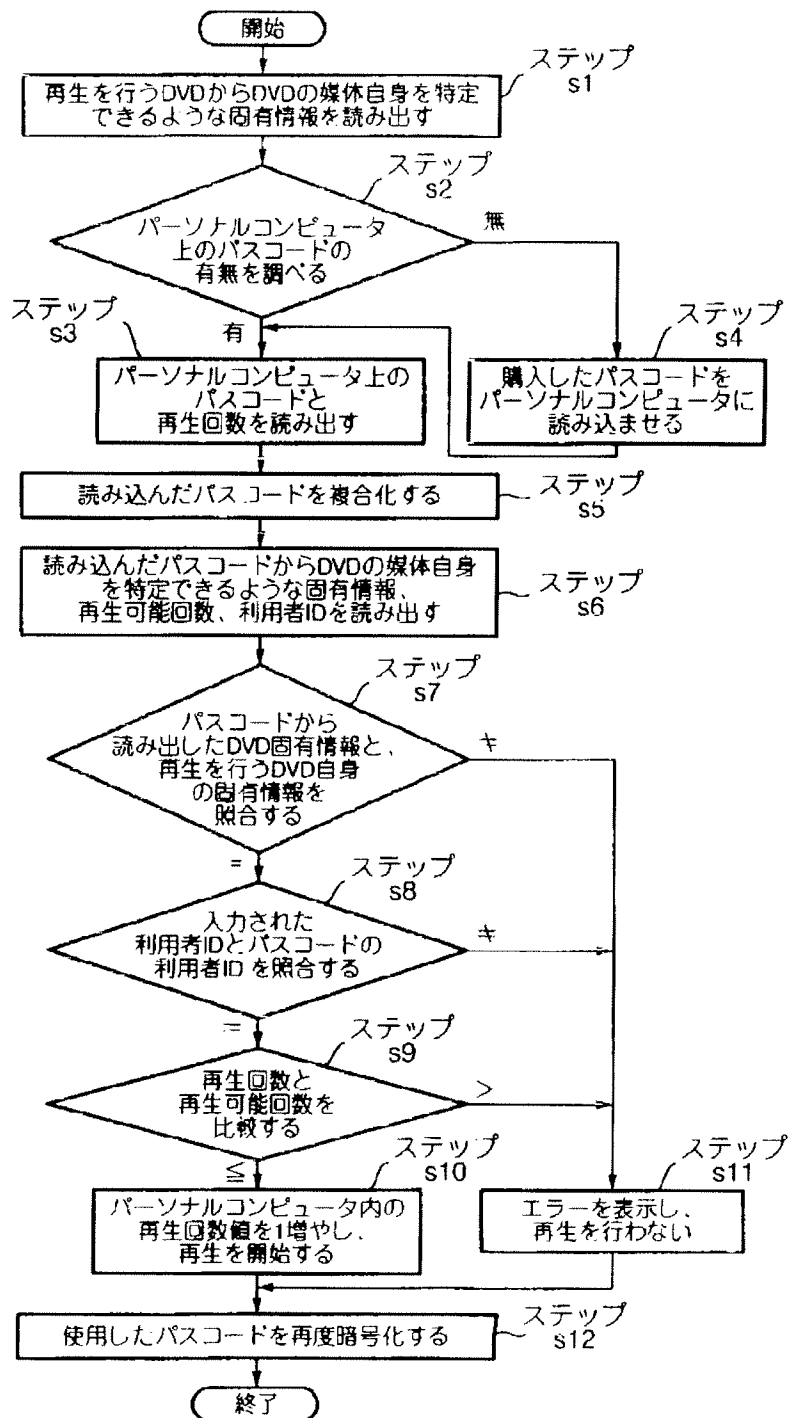 開始
ステップ
s1
再生を行うDVDからDVDの媒体自身を特定
できるような固有情報を読み出す
ステップ
s2
パーソナルコンピュータ
上のパスコードの
有無を調べる
無
有
ステップ
s3
パーソナルコンピュータ上の
パスコードと
再生回数を読み出す
ステップ
s4
購入したパスコードを
パーソナルコンピュータに
読み込ませる
読み込んだパスコードを複合化する
ステップ
s5
読み込んだパスコードからDVDの媒体自身
を特定できるような固有情報、
再生可能回数、利用者IDを読み出す
ステップ
s6
ステップ
s7
パスコードから
読み出したDVD固有情報と、
再生を行うDVD自身
の固有情報を
照合する
≠
=
ステップ
s8
入力された
利用者IDとパスコードの
利用者IDを照合する
≠
=
ステップ
s9
再生回数と
再生可能回数を
比較する
>
≦
ステップ
s10
パーソナルコンピュータ内の
再生回数値を1増やし、
再生を開始する
ステップ
s11
エラーを表示し、
再生を行わない
使用したパスコードを再度暗号化する
ステップ
s12
終了